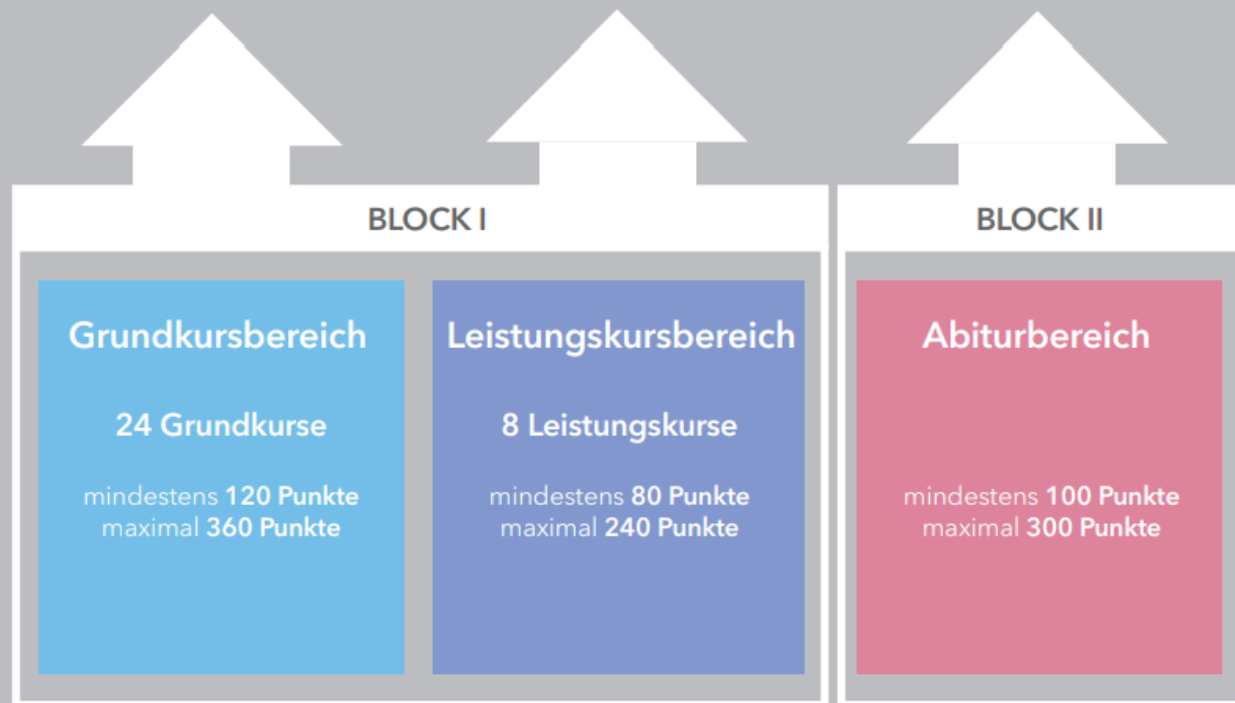 BLOCK I
Grundkursbereich
24 Grundkurse
mindestens 120 Punkte
maximal 360 Punkte
Leistungskursbereich
8 Leistungskurse
mindestens 80 Punkte
maximal 240 Punkte
BLOCK II
Abiturbereich
mindestens 100 Punkte
maximal 300 Punkte